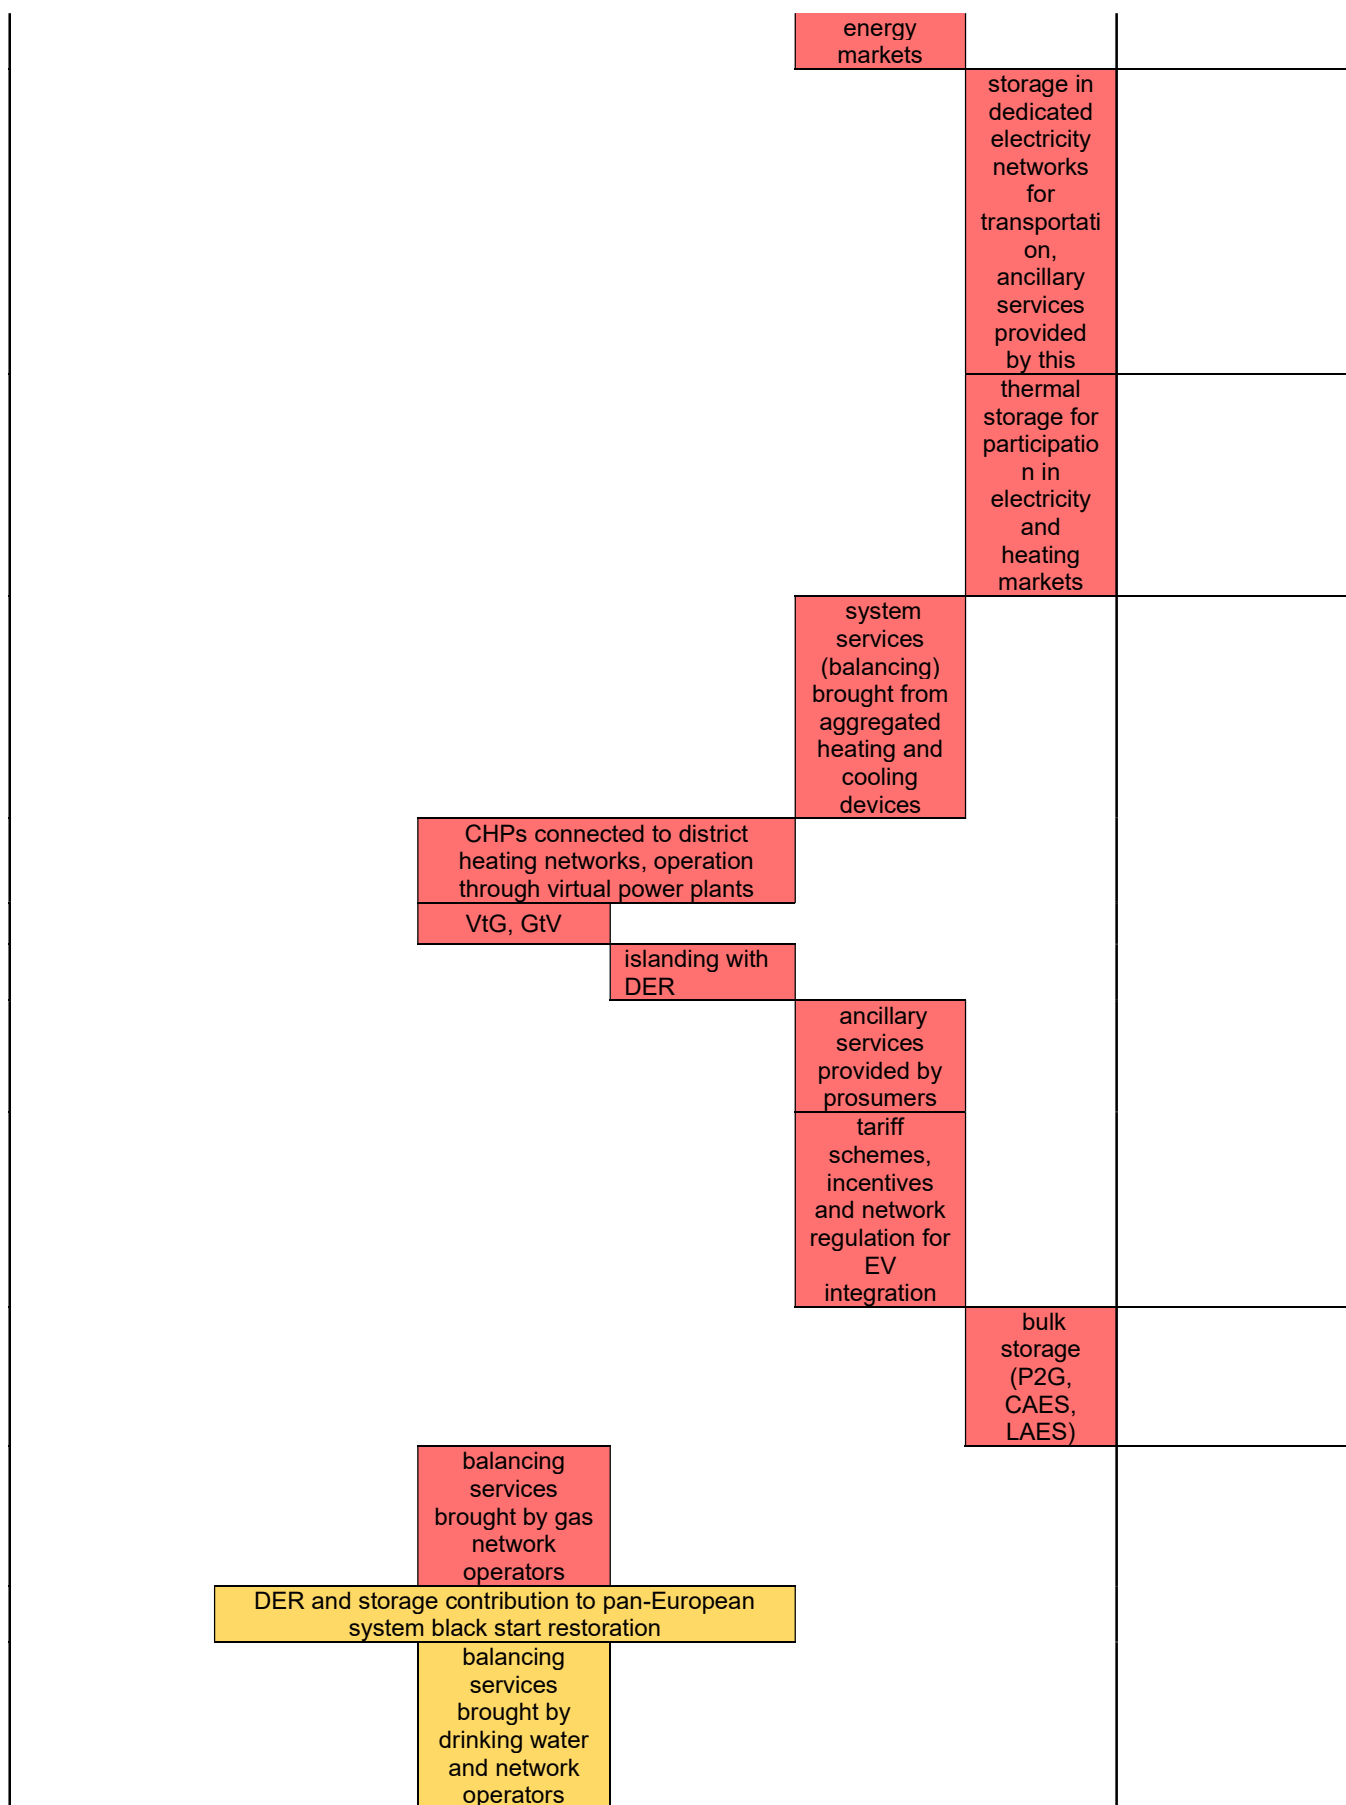 energy
markets
storage in
dedicated
electricity
networks
for
transportati
on,
ancillary
services
provided
by this
thermal
storage for
participatio
n in
electricity
and
heating
markets
system
services
(balancing)
brought from
aggregated
heating and
cooling
devices
CHPs connected to district
heating networks, operation
through virtual power plants
VtG, GtV
islanding with
DER
ancillary
services
provided by
prosumers
tariff
schemes,
incentives
and network
regulation for
EV
integration
bulk
storage
(P2G,
CAES,
LAES)
balancing
services
brought by gas
network
operators
DER and storage contribution to pan-European
system black start restoration
balancing
services
brought by
drinking water
and network
operators